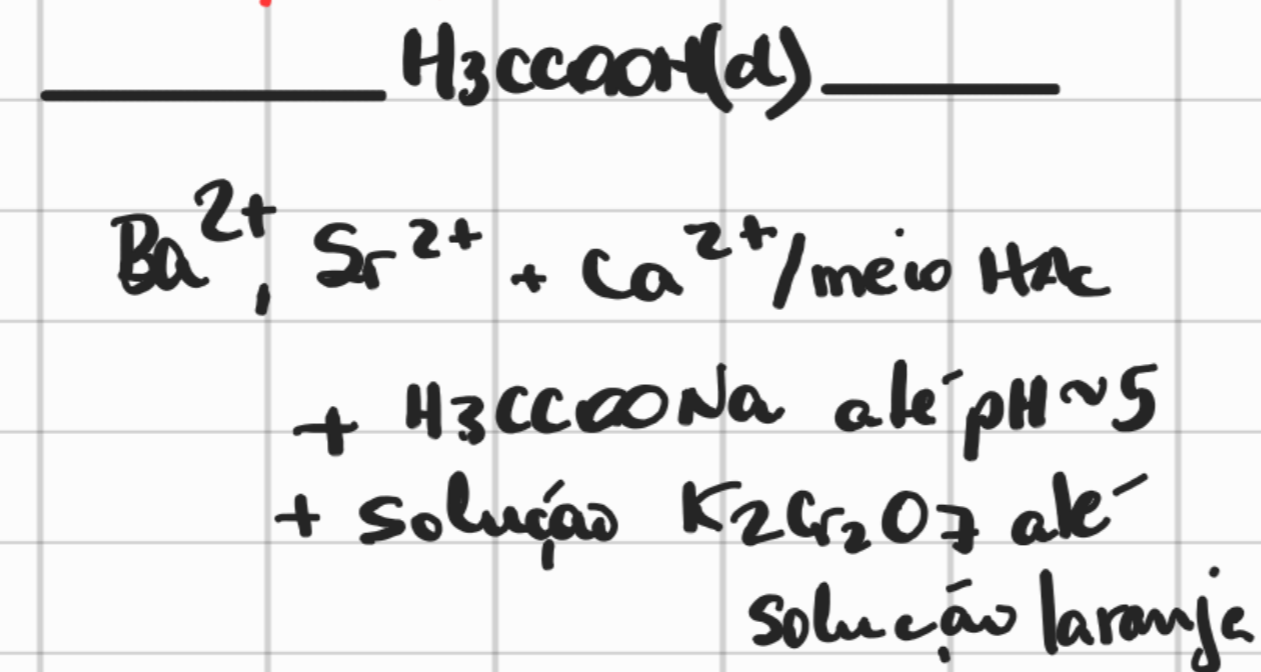 H3CCOOH(d)
Ba²⁺, Sr²⁺ + Ca²⁺/meio HAc
+ H3CCOONa até pH~5
+ solução K2Cr2O7 até
solução laranja